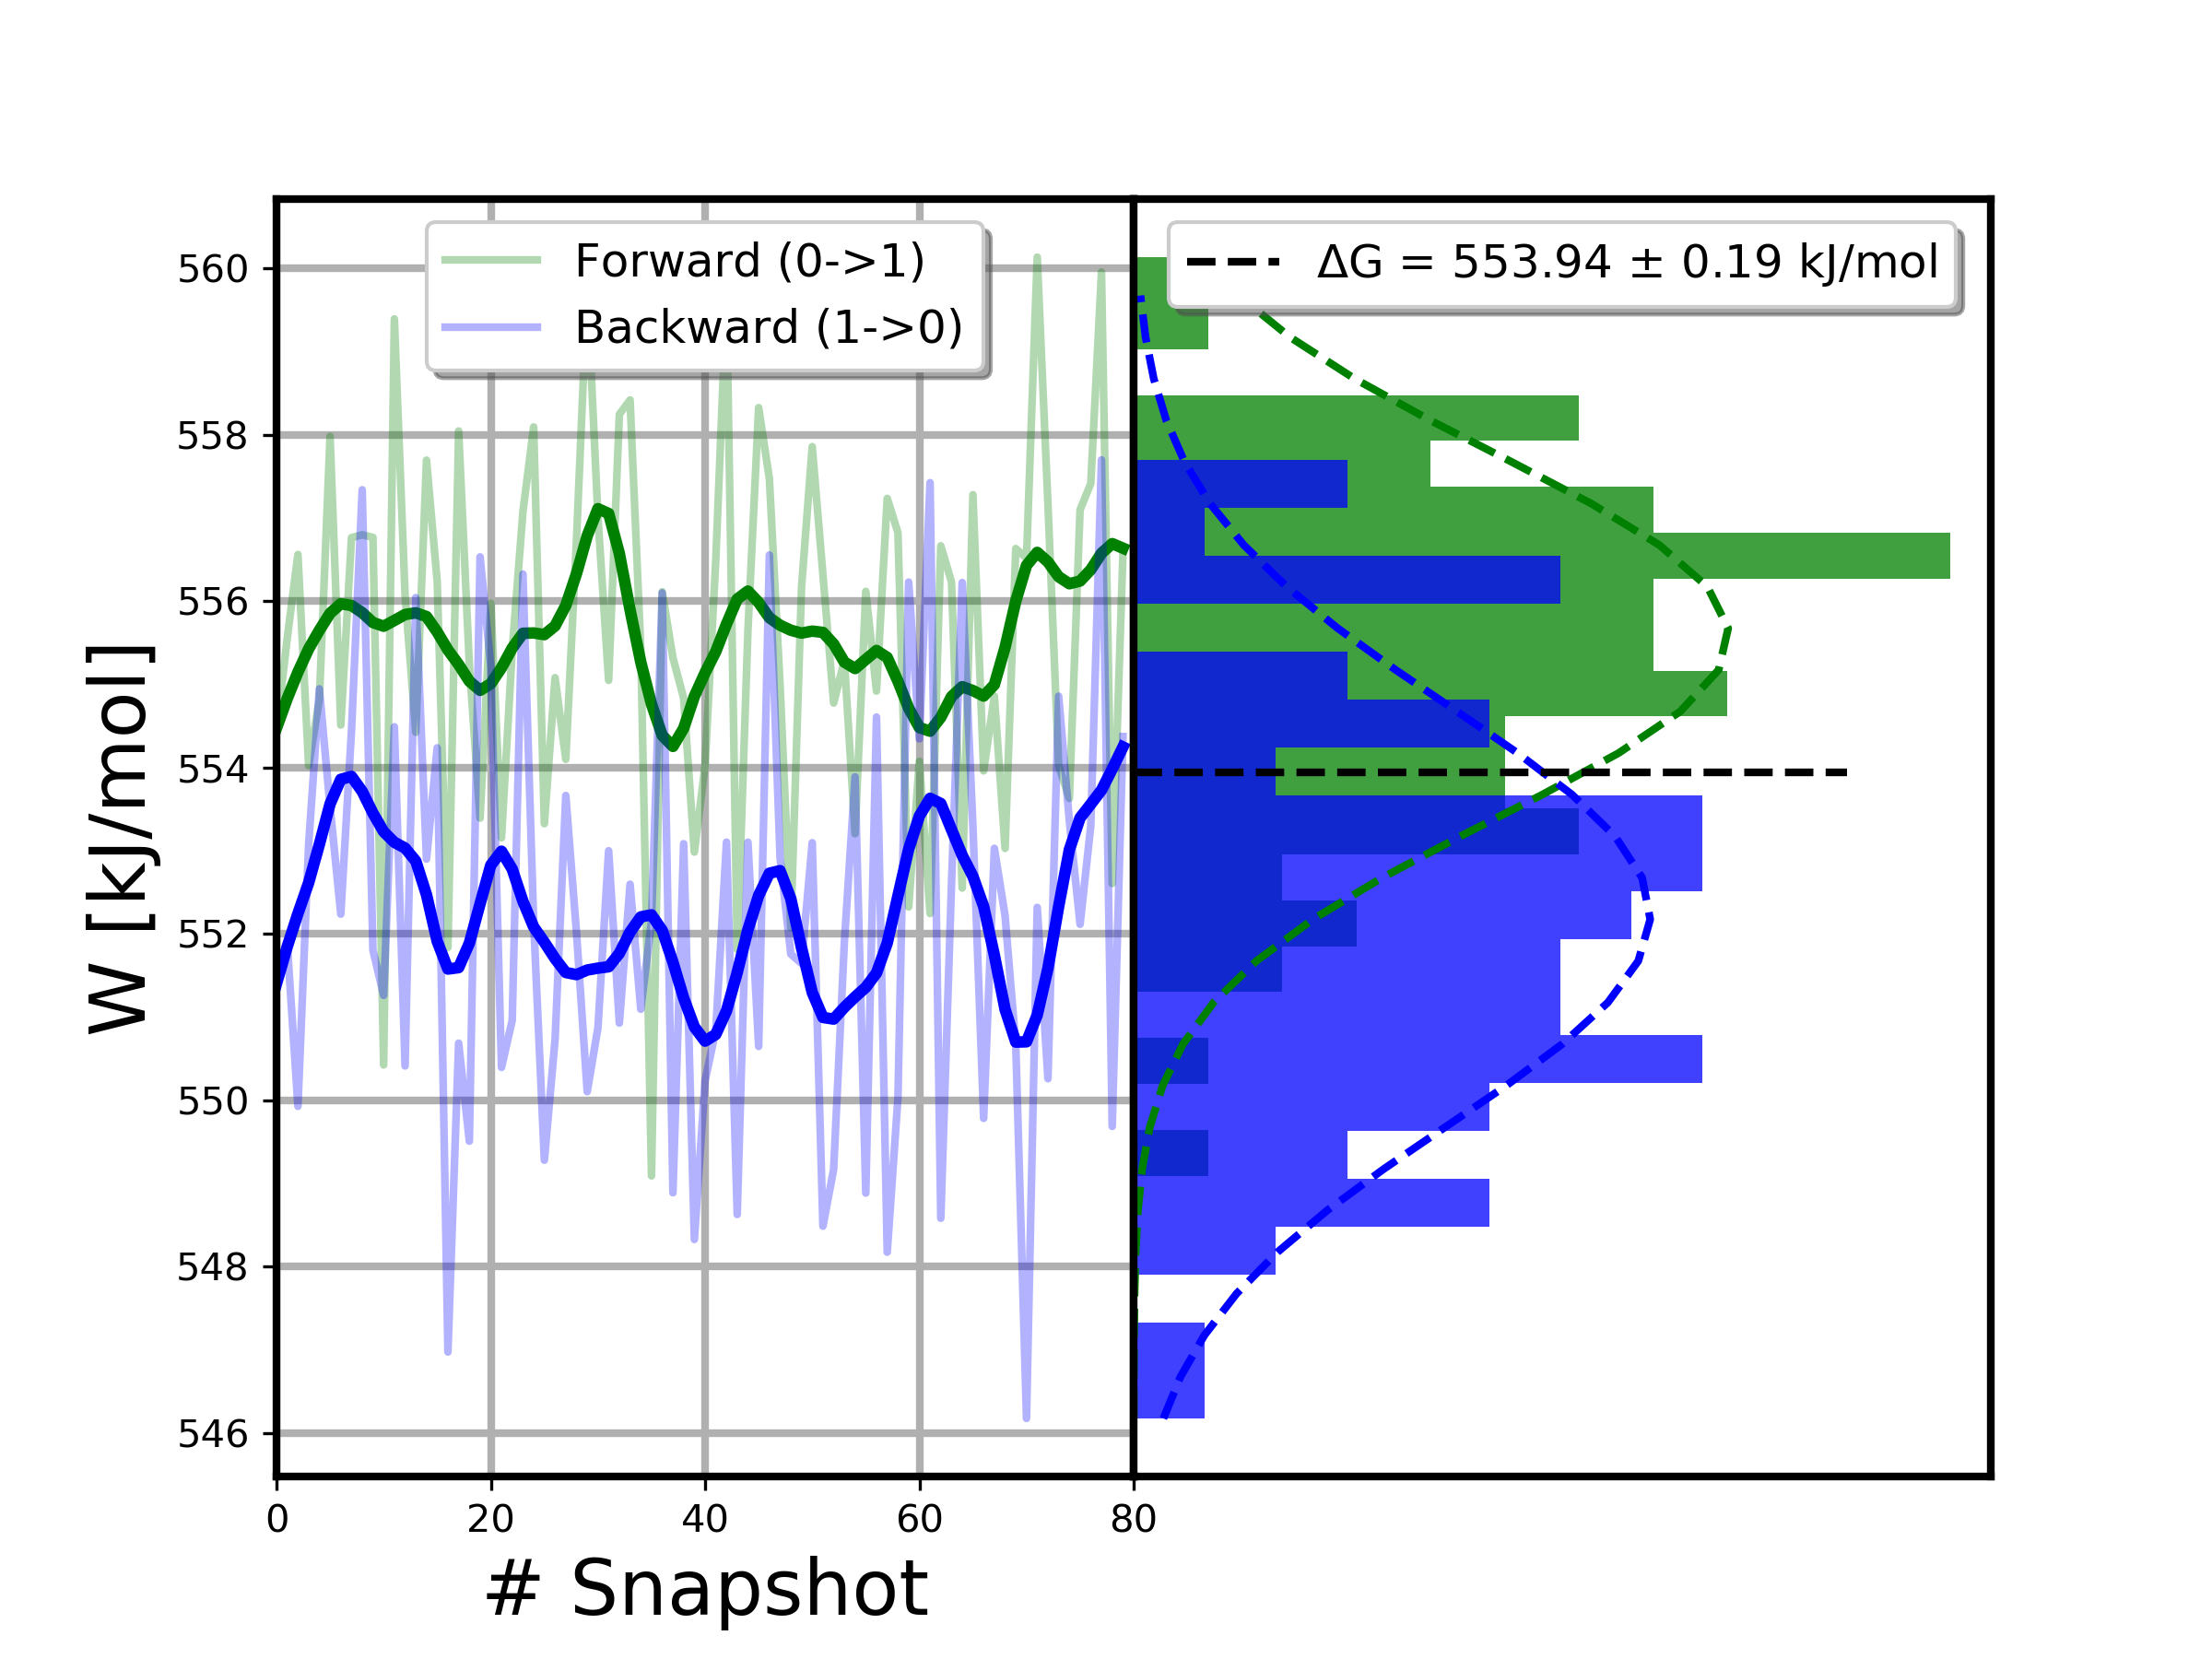 Forward (0->1)
Backward (1->0)
ΔG = 553.94 ± 0.19 kJ/mol
W [kJ/mol]
560
558
556
554
552
550
548
546
0 20 40 60 80
# Snapshot